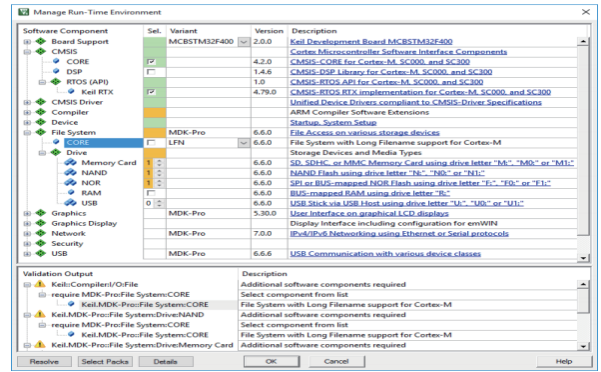 Manage Run-Time Environment
Software Component Sel. Variant Version Description
Board Support MCBSTM32F400 2.0.0 Keil Development Board MCBSTM32F400
CMSIS Cortex Microcontroller Software Interface Components
CORE 4.2.0 CMSIS-CORE for Cortex-M, SC000, and SC300
DSP 1.4.6 CMSIS-DSP Library for Cortex-M, SC000, and SC300
RTOS (API) 1.0 CMSIS-RTOS API for Cortex-M, SC000, and SC300
Keil RTX 4.79.0 CMSIS-RTOS RTX implementation for Cortex-M, SC000, and SC300
CMSIS Driver Unified Device Drivers compliant to CMSIS-Driver Specifications
Compiler ARM Compiler Software Extensions
Device Startup, System Setup
File System MDK-Pro 6.6.0 File Access on various storage devices
CORE LFN 6.6.0 File System with Long Filename support for Cortex-M
Drive Storage Devices and Media Types
Memory Card 1 6.6.0 SD, SDHC, or MMC Memory Card using drive letter "M:", "M0:" or "M1:"
NAND 1 6.6.0 NAND Flash using drive letter "N:", "N0:" or "N1:"
NOR 1 6.6.0 SPI or BUS-mapped NOR Flash using drive letter "F:", "F0:" or "F1:"
RAM 6.6.0 BUS-mapped RAM using drive letter "R:"
USB 0 6.6.0 USB Stick via USB Host using drive letter "U:", "U0:" or "U1:"
Graphics MDK-Pro 5.30.0 User Interface on graphical LCD displays
Graphics Display Display Interface including configuration for emWIN
Network MDK-Pro 7.0.0 IPv4/IPv6 Networking using Ethernet or Serial protocols
Security
USB MDK-Pro 6.6.6 USB Communication with various device classes
Validation Output Description
Keil::Compiler:I/O:File Additional software components required
require MDK-Pro::File System:CORE Select component from list
Keil.MDK-Pro::File System:CORE File System with Long Filename support for Cortex-M
Keil.MDK-Pro::File System:Drive:NAND Additional software components required
require MDK-Pro::File System:CORE Select component from list
Keil.MDK-Pro::File System:CORE File System with Long Filename support for Cortex-M
Keil.MDK-Pro::File System:Drive:Memory Card Additional software components required
Resolve Select Packs Details OK Cancel Help